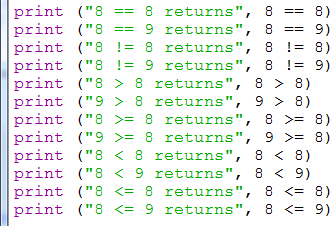 print ("8 == 8 returns", 8 == 8)
print ("8 == 9 returns", 8 == 9)
print ("8 != 8 returns", 8 != 8)
print ("8 != 9 returns", 8 != 9)
print ("8 > 8 returns", 8 > 8)
print ("9 > 8 returns", 9 > 8)
print ("8 >= 8 returns", 8 >= 8)
print ("9 >= 8 returns", 9 >= 8)
print ("8 < 8 returns", 8 < 8)
print ("8 < 9 returns", 8 < 9)
print ("8 <= 8 returns", 8 <= 8)
print ("8 <= 9 returns", 8 <= 9)